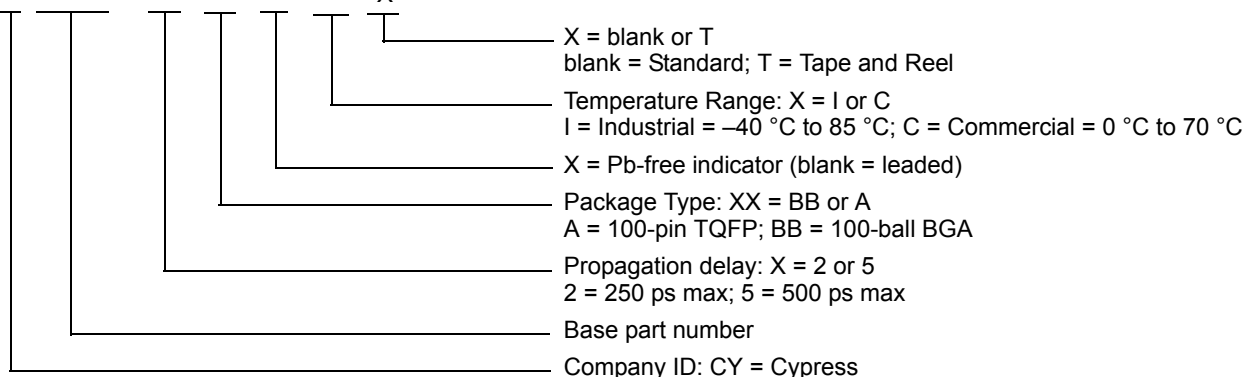 X = blank or T
blank = Standard; T = Tape and Reel
Temperature Range: X = I or C
I = Industrial = –40 °C to 85 °C; C = Commercial = 0 °C to 70 °C
X = Pb-free indicator (blank = leaded)
Package Type: XX = BB or A
A = 100-pin TQFP; BB = 100-ball BGA
Propagation delay: X = 2 or 5
2 = 250 ps max; 5 = 500 ps max
Base part number
Company ID: CY = Cypress